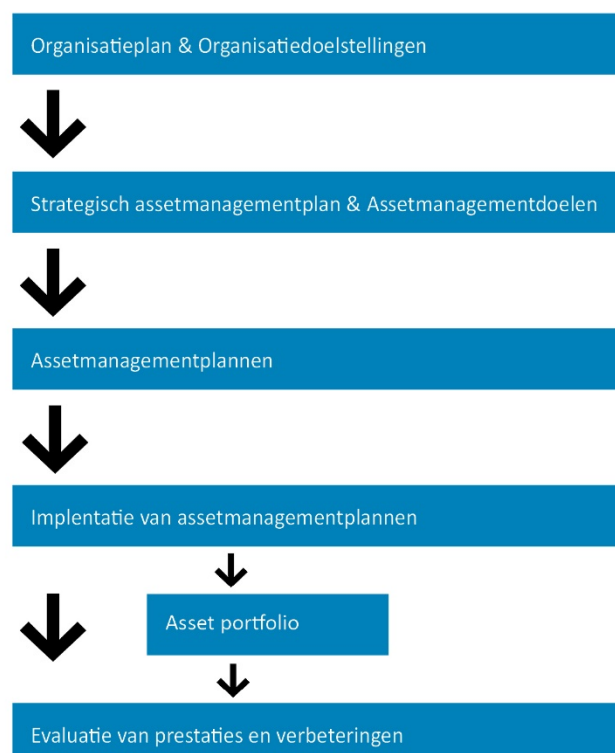 Organisatieplan & Organisatiedoelstellingen
Strategisch assetmanagementplan & Assetmanagementdoelen
Assetmanagementplannen
Implentatie van assetmanagementplannen
Asset portfolio
Evaluatie van prestaties en verbeteringen